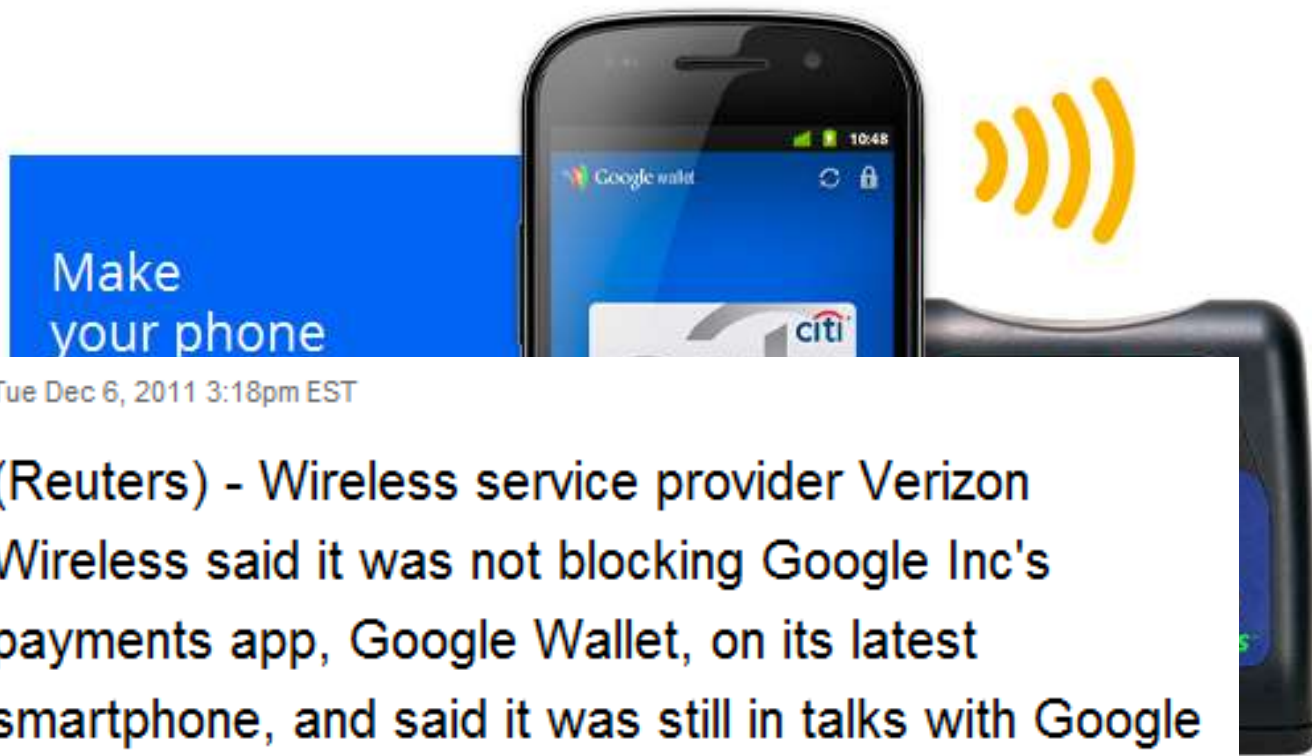 10:48
Google wallet
Make
your phone
citi
Tue Dec 6, 2011 3:18pm EST
(Reuters) - Wireless service provider Verizon
Wireless said it was not blocking Google Inc's
payments app, Google Wallet, on its latest
smartphone, and said it was still in talks with Google